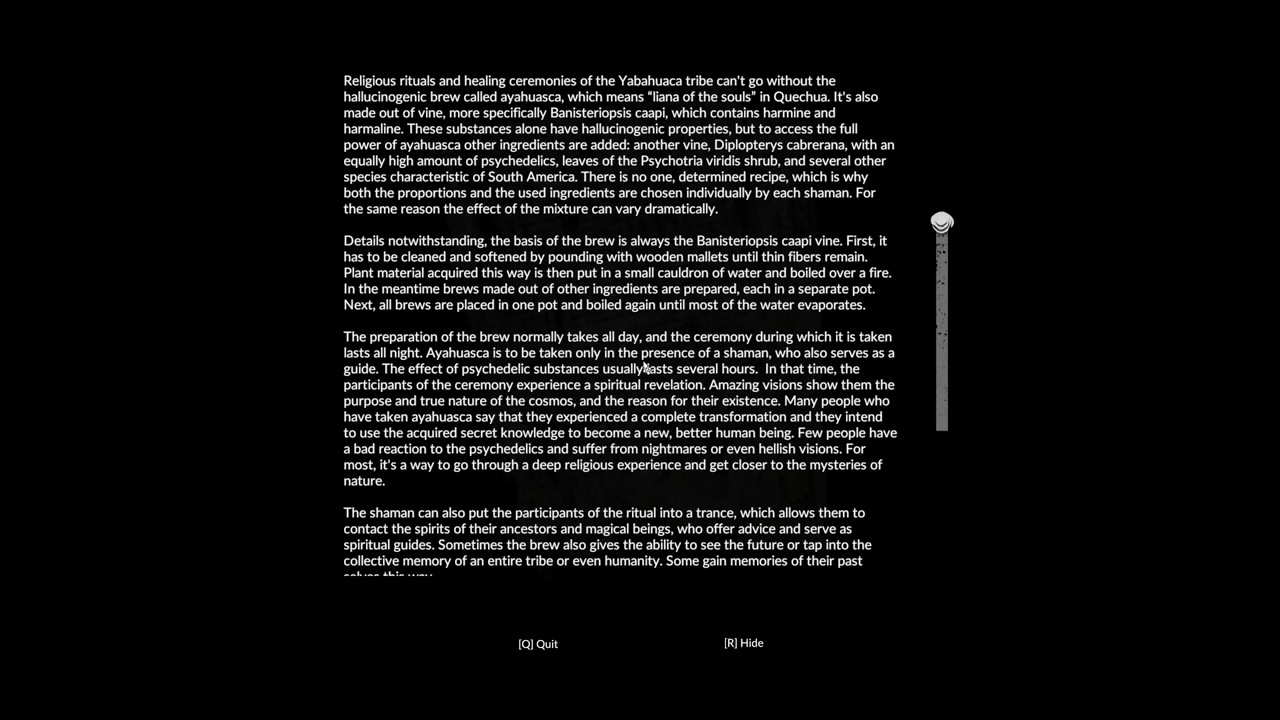 Religious rituals and healing ceremonies of the Yabahuaca tribe can't go without the
hallucinogenic brew called ayahuasca, which means “liana of the souls” in Quechua. It's also
made out of vine, more specifically Banisteriopsis caapi, which contains harmine and
harmaline. These substances alone have hallucinogenic properties, but to access the full
power of ayahuasca other ingredients are added: another vine, Diplopterys cabrerana, with an
equally high amount of psychedelics, leaves of the Psychotria viridis shrub, and several other
species characteristic of South America. There is no one, determined recipe, which is why
both the proportions and the used ingredients are chosen individually by each shaman. For
the same reason the effect of the mixture can vary dramatically.
Details notwithstanding, the basis of the brew is always the Banisteriopsis caapi vine. First, it
has to be cleaned and softened by pounding with wooden mallets until thin fibers remain.
Plant material acquired this way is then put in a small cauldron of water and boiled over a fire.
In the meantime brews made out of other ingredients are prepared, each in a separate pot.
Next, all brews are placed in one pot and boiled again until most of the water evaporates.
The preparation of the brew normally takes all day, and the ceremony during which it is taken
lasts all night. Ayahuasca is to be taken only in the presence of a shaman, who also serves as a
guide. The effect of psychedelic substances usually lasts several hours.  In that time, the
participants of the ceremony experience a spiritual revelation. Amazing visions show them the
purpose and true nature of the cosmos, and the reason for their existence. Many people who
have taken ayahuasca say that they experienced a complete transformation and they intend
to use the acquired secret knowledge to become a new, better human being. Few people have
a bad reaction to the psychedelics and suffer from nightmares or even hellish visions. For
most, it's a way to go through a deep religious experience and get closer to the mysteries of
nature.
The shaman can also put the participants of the ritual into a trance, which allows them to
contact the spirits of their ancestors and magical beings, who offer advice and serve as
spiritual guides. Sometimes the brew also gives the ability to see the future or tap into the
collective memory of an entire tribe or even humanity. Some gain memories of their past
selves this way.
[Q] Quit
[R] Hide